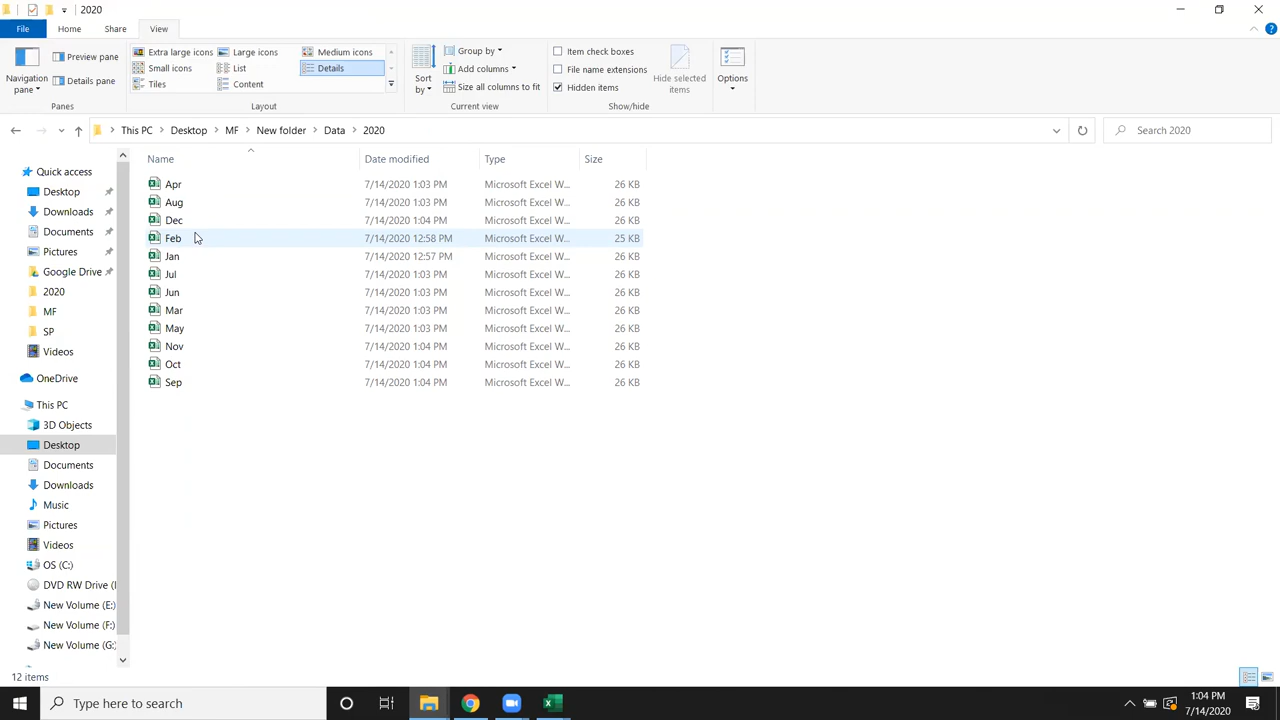 2020
File Home Share View
Navigation pane
Preview pane
Details pane
Panes
Extra large icons Large icons Medium icons
Small icons List Details
Tiles Content
Layout
Sort by
Group by
Add columns
Size all columns to fit
Current view
Item check boxes
File name extensions
Hidden items
Hide selected items
Show/hide
Options
This PC Desktop MF New folder Data 2020
Search 2020
Quick access
Desktop
Downloads
Documents
Pictures
Google Drive
2020
MF
SP
Videos
OneDrive
This PC
3D Objects
Desktop
Documents
Downloads
Music
Pictures
Videos
OS (C:)
DVD RW Drive (
New Volume (E:)
New Volume (F:)
New Volume (G:)
Name Date modified Type Size
Apr 7/14/2020 1:03 PM Microsoft Excel W... 26 KB
Aug 7/14/2020 1:03 PM Microsoft Excel W... 26 KB
Dec 7/14/2020 1:04 PM Microsoft Excel W... 26 KB
Feb 7/14/2020 12:58 PM Microsoft Excel W... 25 KB
Jan 7/14/2020 12:57 PM Microsoft Excel W... 26 KB
Jul 7/14/2020 1:03 PM Microsoft Excel W... 26 KB
Jun 7/14/2020 1:03 PM Microsoft Excel W... 26 KB
Mar 7/14/2020 1:03 PM Microsoft Excel W... 26 KB
May 7/14/2020 1:03 PM Microsoft Excel W... 26 KB
Nov 7/14/2020 1:04 PM Microsoft Excel W... 26 KB
Oct 7/14/2020 1:04 PM Microsoft Excel W... 26 KB
Sep 7/14/2020 1:04 PM Microsoft Excel W... 26 KB
12 items
Type here to search
1:04 PM
7/14/2020